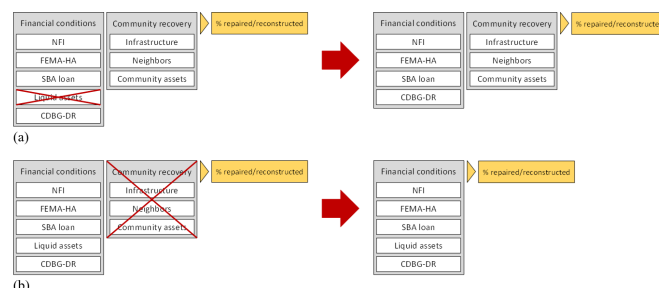 Financial conditions
NFI
FEMA-HA
SBA loan
Liquid assets
CDBG-DR
Community recovery
Infrastructure
Neighbors
Community assets
% repaired/reconstructed
Financial conditions
NFI
FEMA-HA
SBA loan
CDBG-DR
Community recovery
Infrastructure
Neighbors
Community assets
% repaired/reconstructed
(a)
Financial conditions
NFI
FEMA-HA
SBA loan
Liquid assets
CDBG-DR
Community recovery
Infrastructure
Neighbors
Community assets
% repaired/reconstructed
Financial conditions
NFI
FEMA-HA
SBA loan
Liquid assets
CDBG-DR
% repaired/reconstructed
(b)